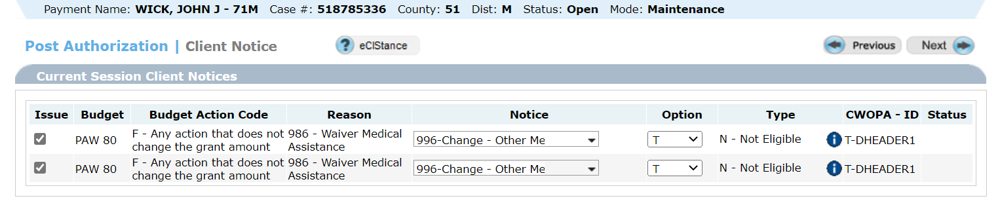 Payment Name: WICK, JOHN J - 71M Case #: 518785336 County: 51 Dist: M Status: Open Mode: Maintenance
Post Authorization | Client Notice ? eCIStance Previous Next
Current Session Client Notices
Issue Budget Budget Action Code Reason Notice Option Type CWOPA - ID Status
PAW 80 F - Any action that does not change the grant amount 986 - Waiver Medical Assistance 996-Change - Other Me T N - Not Eligible i T-DHEADER1
PAW 80 F - Any action that does not change the grant amount 986 - Waiver Medical Assistance 996-Change - Other Me T N - Not Eligible i T-DHEADER1